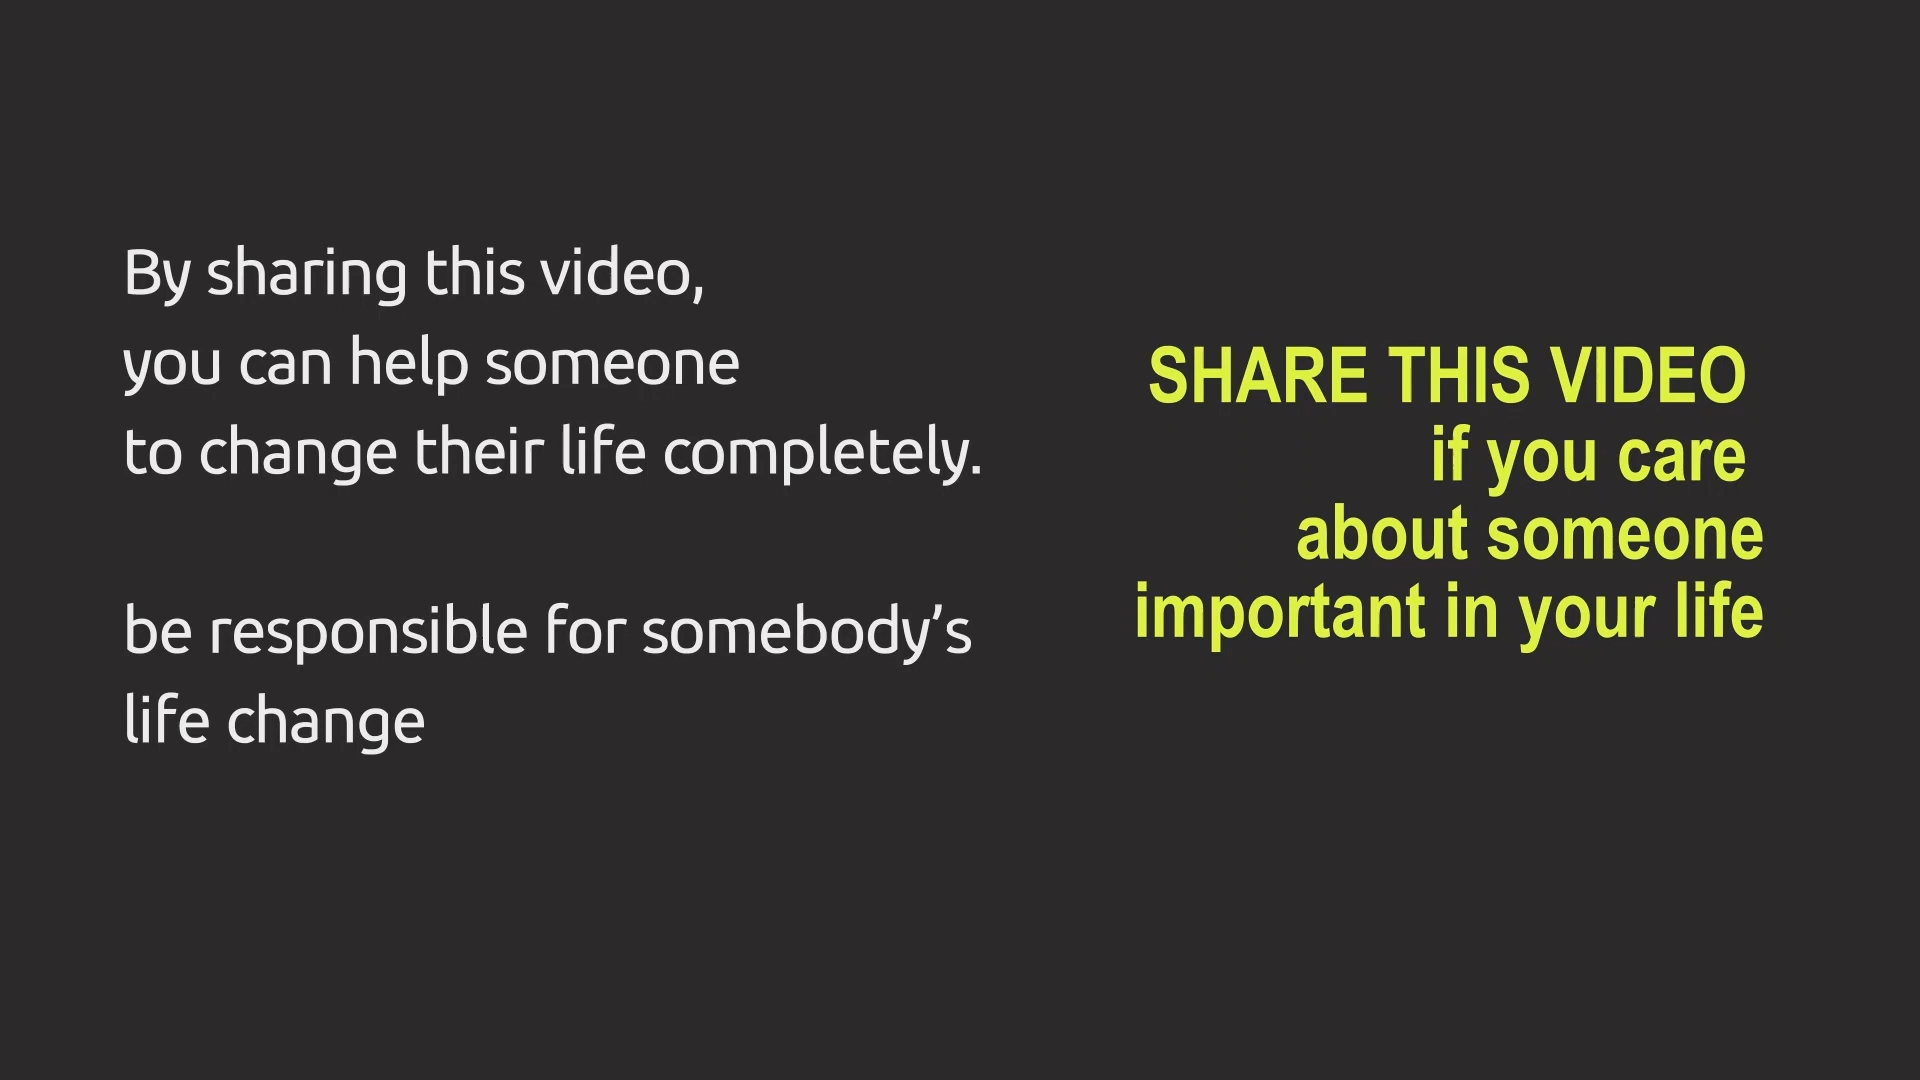 By sharing this video,
you can help someone
to change their life completely.
be responsible for somebody’s
life change
SHARE THIS VIDEO
if you care
about someone
important in your life